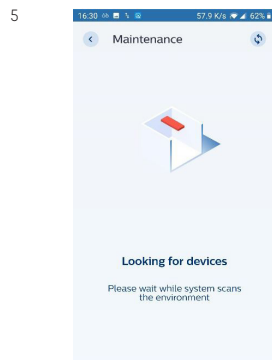 5
16:30 57.9 K/s 62%
Maintenance
Looking for devices
Please wait while system scans
the environment